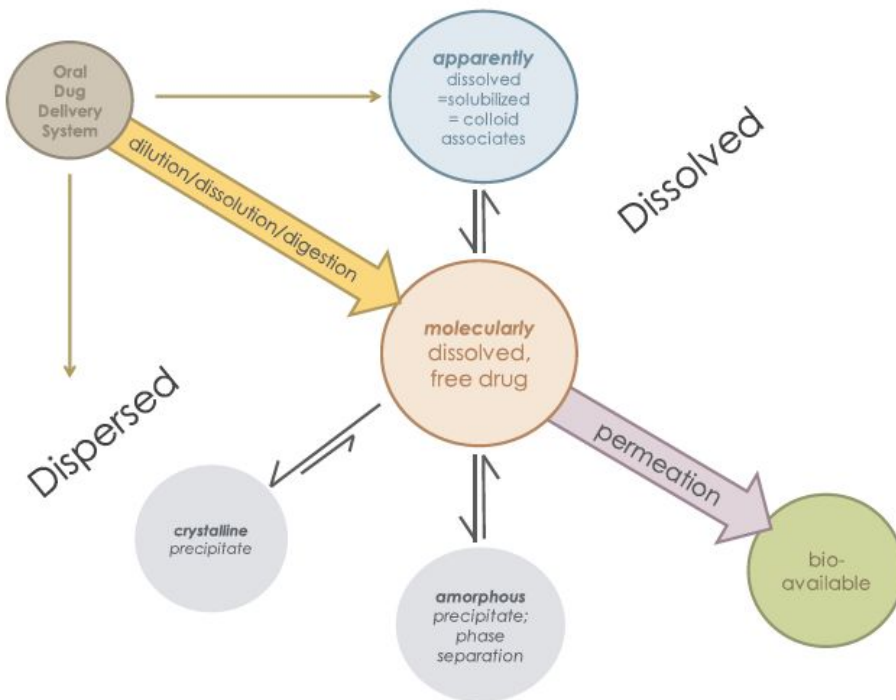 Oral
Dug
Delivery
System
apparently
dissolved
=solubilized
= colloid
associates
Dissolved
dilution/dissolution/digestion
molecularly
dissolved,
free drug
Dispersed
permeation
crystalline
precipitate
bio-
available
amorphous
precipitate;
phase
separation